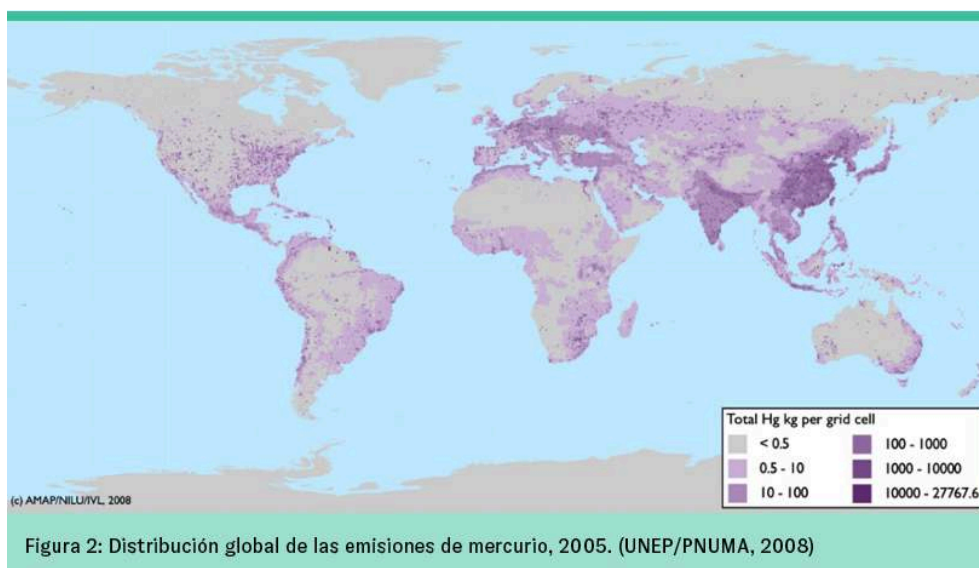 Total Hg kg per grid cell
< 0.5
0.5 - 10
10 - 100
100 - 1000
1000 - 10000
10000 - 27767.6
(c) AMAP/NILU/IVL, 2008
Figura 2: Distribución global de las emisiones de mercurio, 2005. (UNEP/PNUMA, 2008)